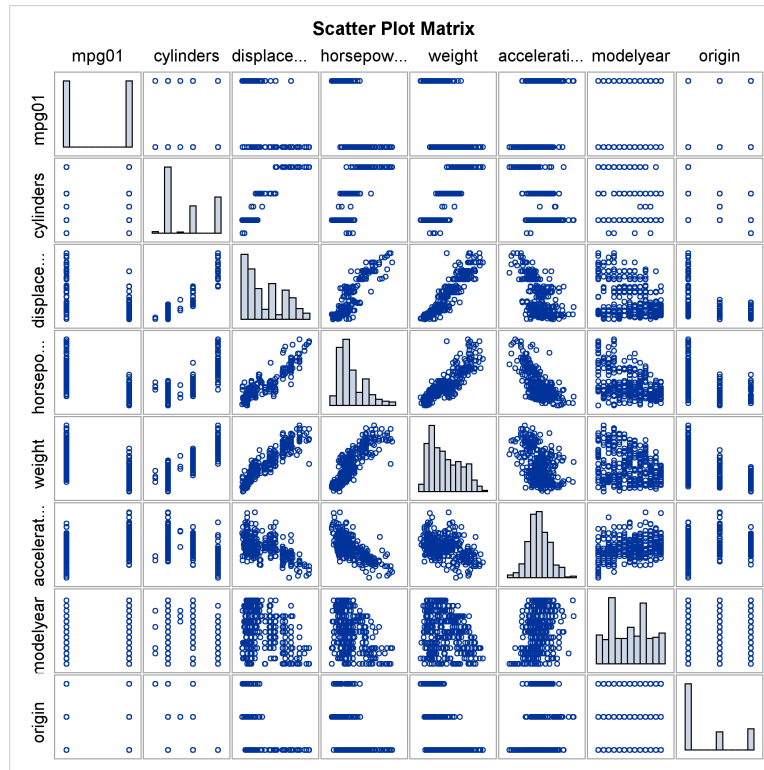 Scatter Plot Matrix
mpg01 cylinders displace... horsepow... weight accelerati... modelyear origin
mpg01
cylinders
displace...
horsepo...
weight
accelerat...
modelyear
origin